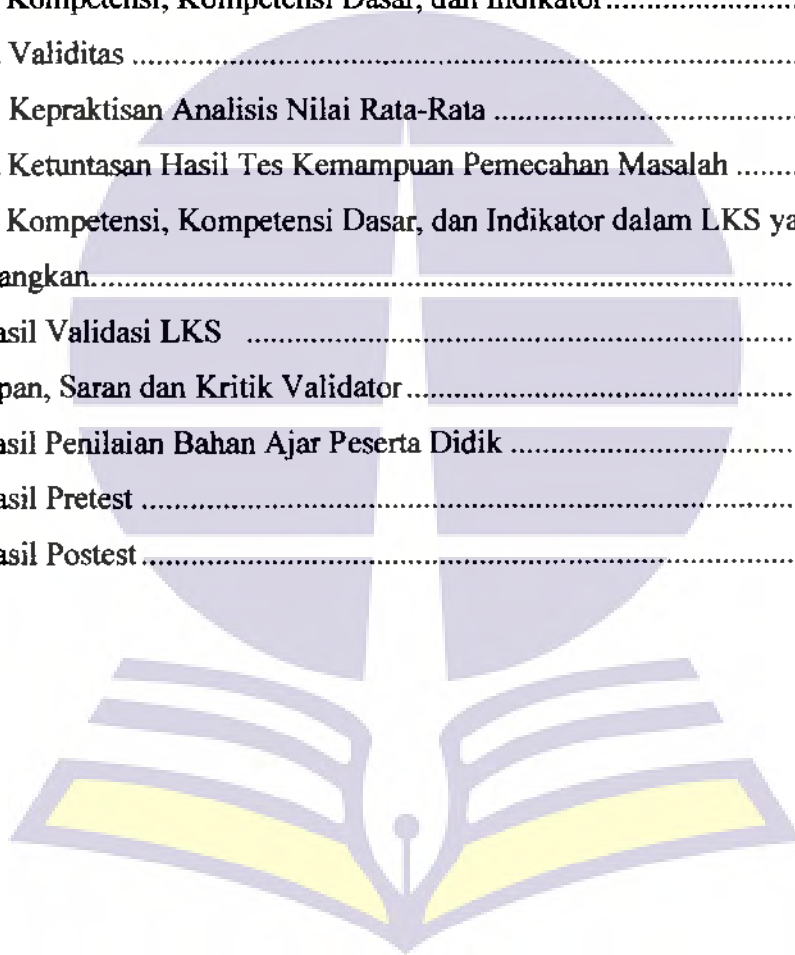 Kompetensi, Kompetensi Dasar, dan Indikator
Validitas
Kepraktisan Analisis Nilai Rata-Rata
Ketuntasan Hasil Tes Kemampuan Pemecahan Masalah
Kompetensi, Kompetensi Dasar, dan Indikator dalam LKS ya
angkan
asil Validasi LKS
pan, Saran dan Kritik Validator
asil Penilaian Bahan Ajar Peserta Didik
asil Pretest
asil Postest